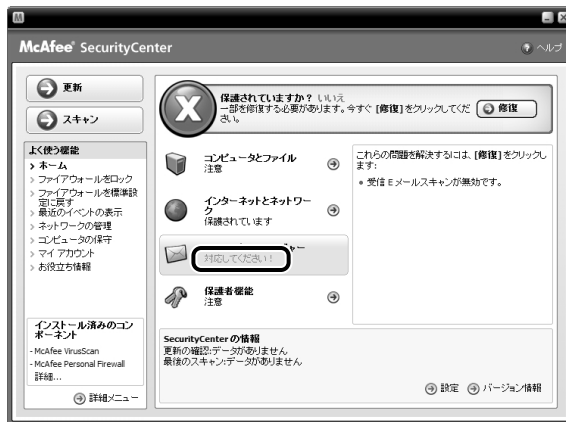 McAfee® SecurityCenter
ヘルプ
更新
スキャン
よく使う機能
> ホーム
> ファイアウォールをロック
> ファイアウォールを標準設
定に戻す
> 最近のイベントの表示
> ネットワークの管理
> コンピュータの保守
> マイ アカウント
> お役立ち情報
インストール済みのコン
ポーネント
- McAfee VirusScan
- McAfee Personal Firewall
詳細...
詳細メニュー
保護されていますか? いいえ
一部を修復する必要があります。今すぐ [修復] をクリックしてくだ
さい。
修復
コンピュータとファイル
注意
インターネットとネットワー
ク
保護されています
対応してください!
保護者機能
注意
これらの問題を解決するには、[修復] をクリックし
ます:
• 受信 E メールスキャンが無効です。
SecurityCenter の情報
更新の確認:データがありません
最後のスキャン:データがありません
設定
バージョン情報